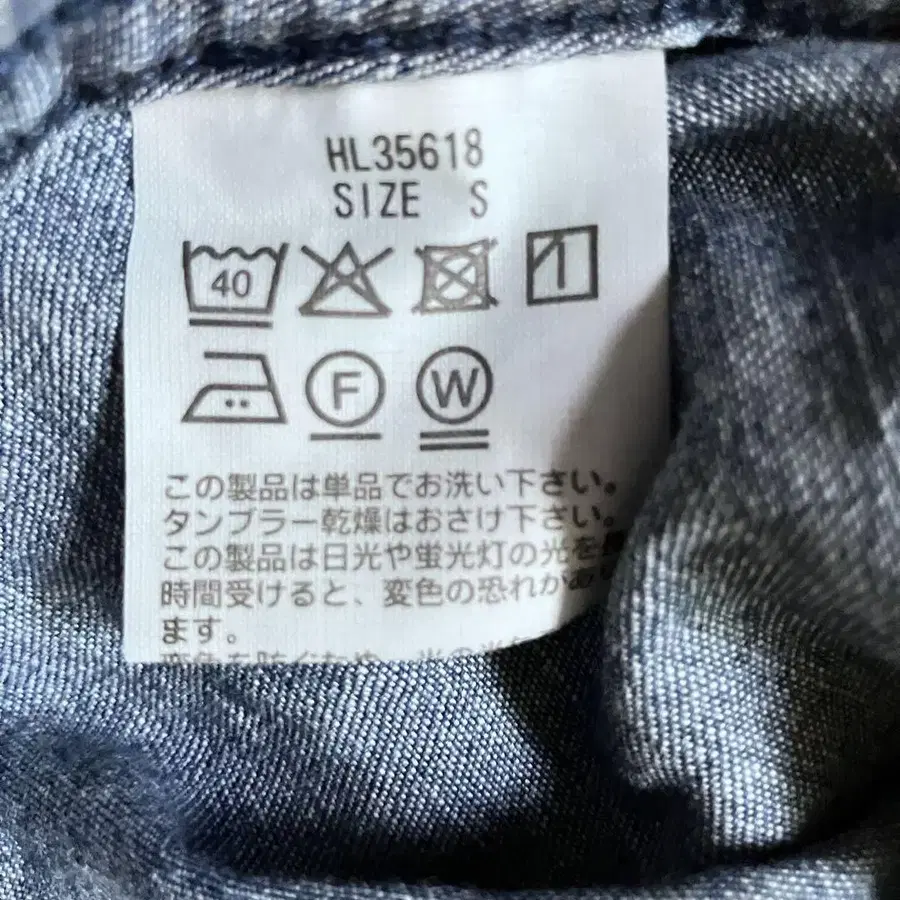 HL35618
SIZE S
40
F
W
この製品は単品でお洗い下さい。
タンブラー乾燥はおさけ下さい。
この製品は日光や蛍光灯の光を
時間受けると、変色の恐れがあり
ます。